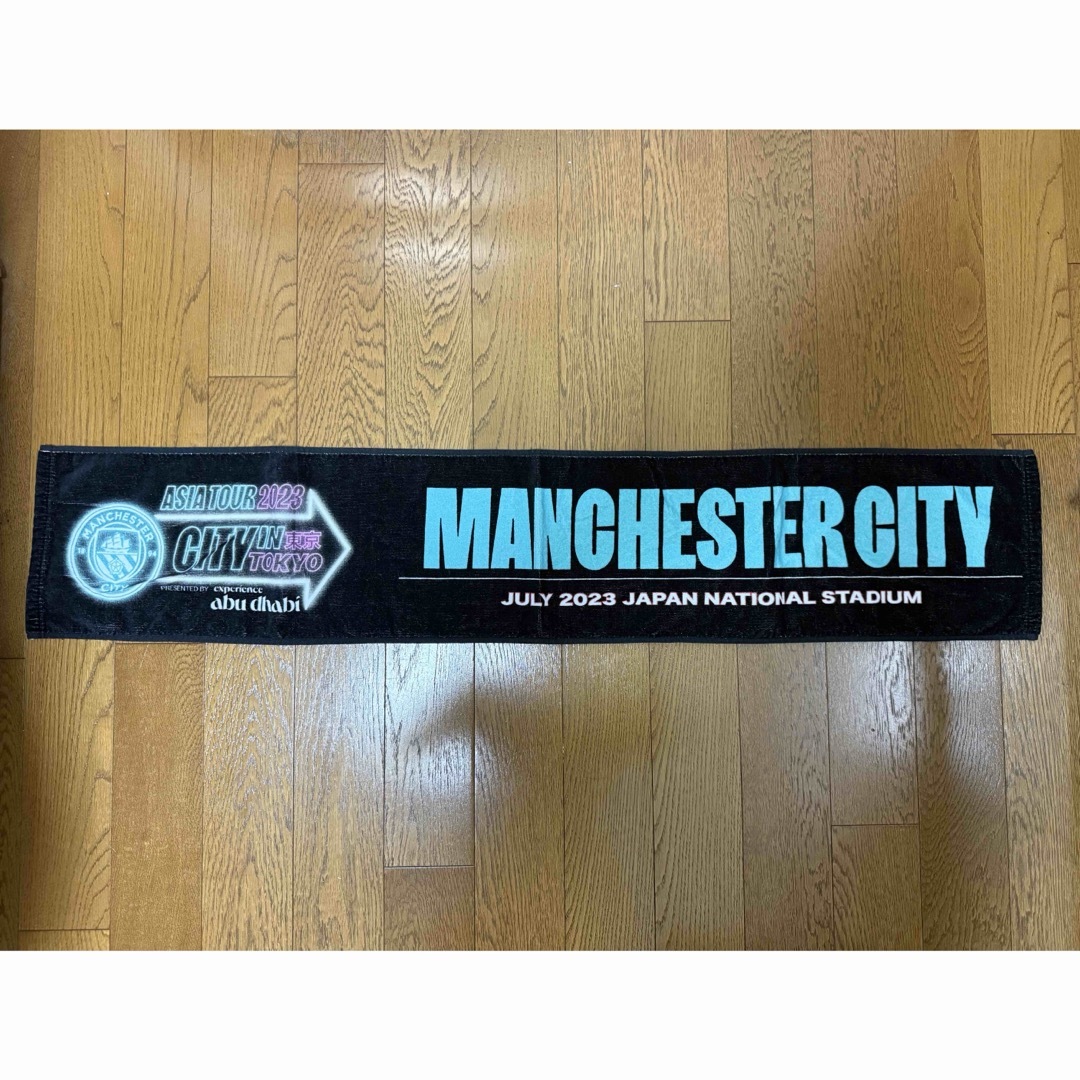 ASIA TOUR 2023
MANCHESTER
CITY
CITY IN 東京
TOKYO
PRESENTED BY experience
abu dhabi
MANCHESTER CITY
JULY 2023 JAPAN NATIONAL STADIUM